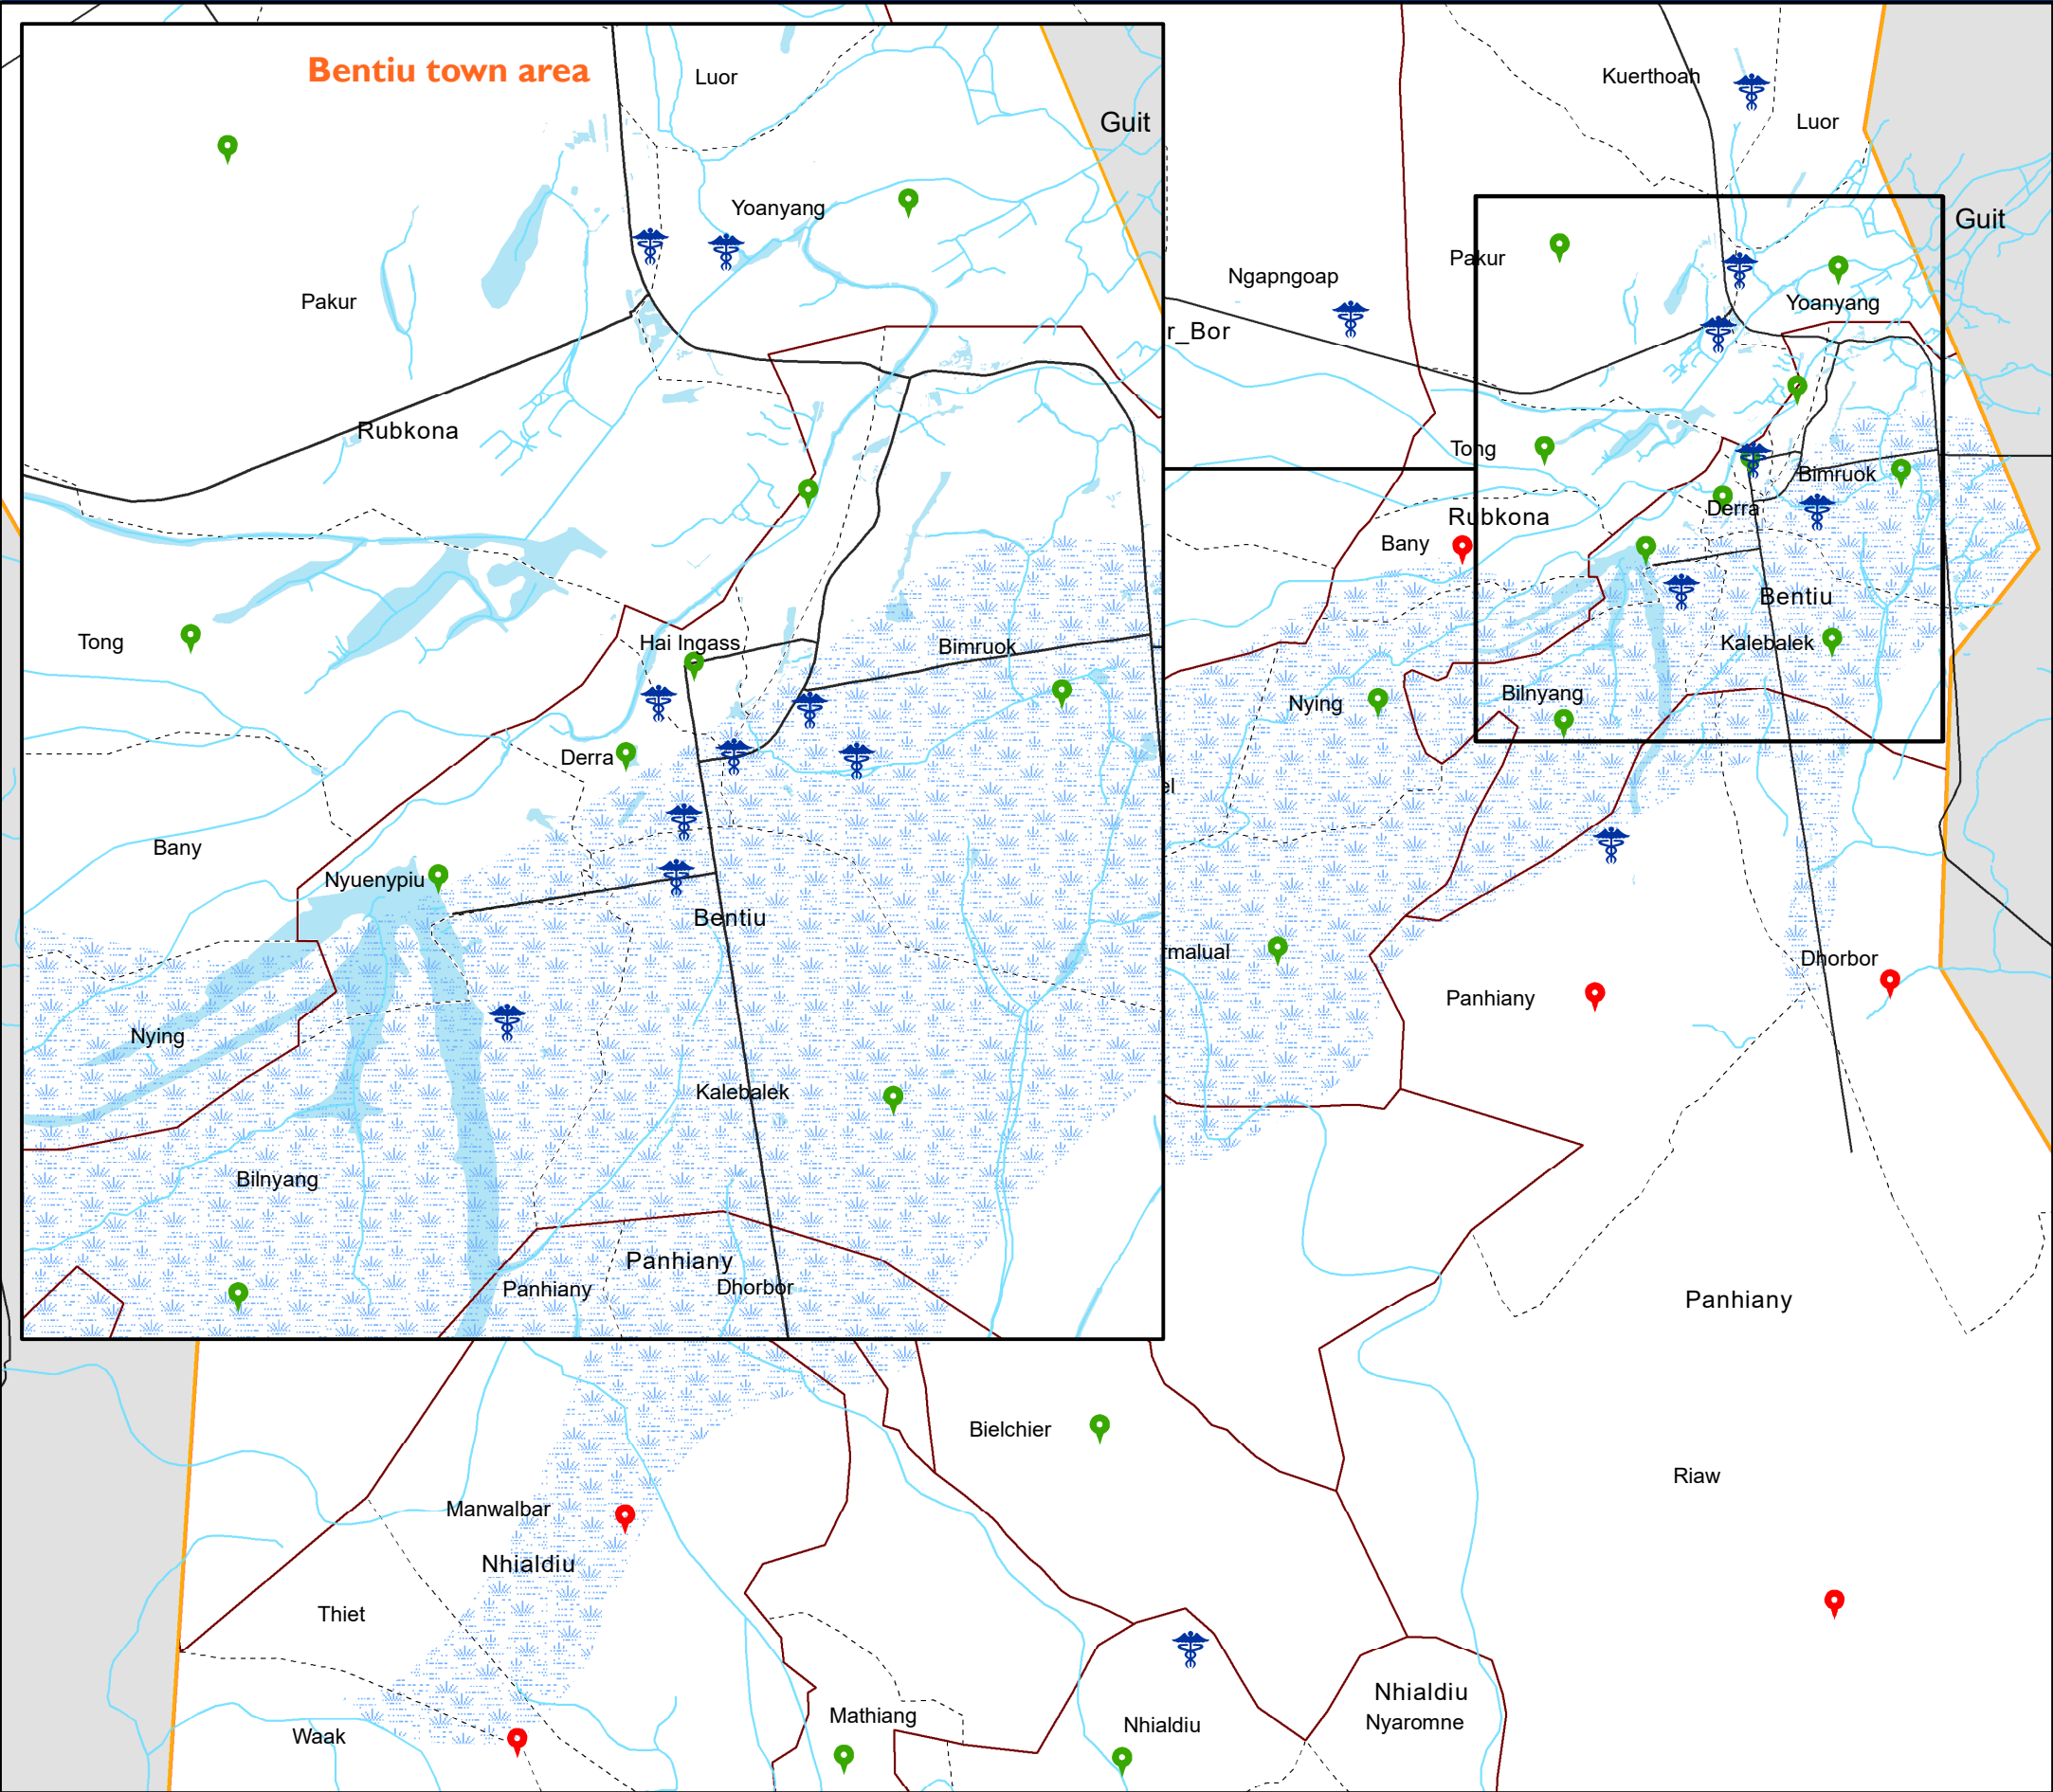 Bentiu town area
Luor
Guit
Yoanyang
Pakur
Rubkona
Tong
Hai Ingass
Bimruok
Derra
Bany
Nyuenypiu
Bentiu
Nying
Kalebalek
Bilnyang
Panhiany
Panhiany
Dhorbor
Kuerthoah
Luor
Guit
Pakur
Ngapngoap
Yoanyang
r_Bor
Tong
Bimruok
Derra
Rubkona
Bany
Bentiu
Kalebalek
Bilnyang
Nying
el
malual
Dhorbor
Panhiany
Panhiany
Bielchier
Riaw
Manwalbar
Nhialdiu
Thiet
Nhialdiu
Mathiang
Nhialdiu
Nyaromne
Waak